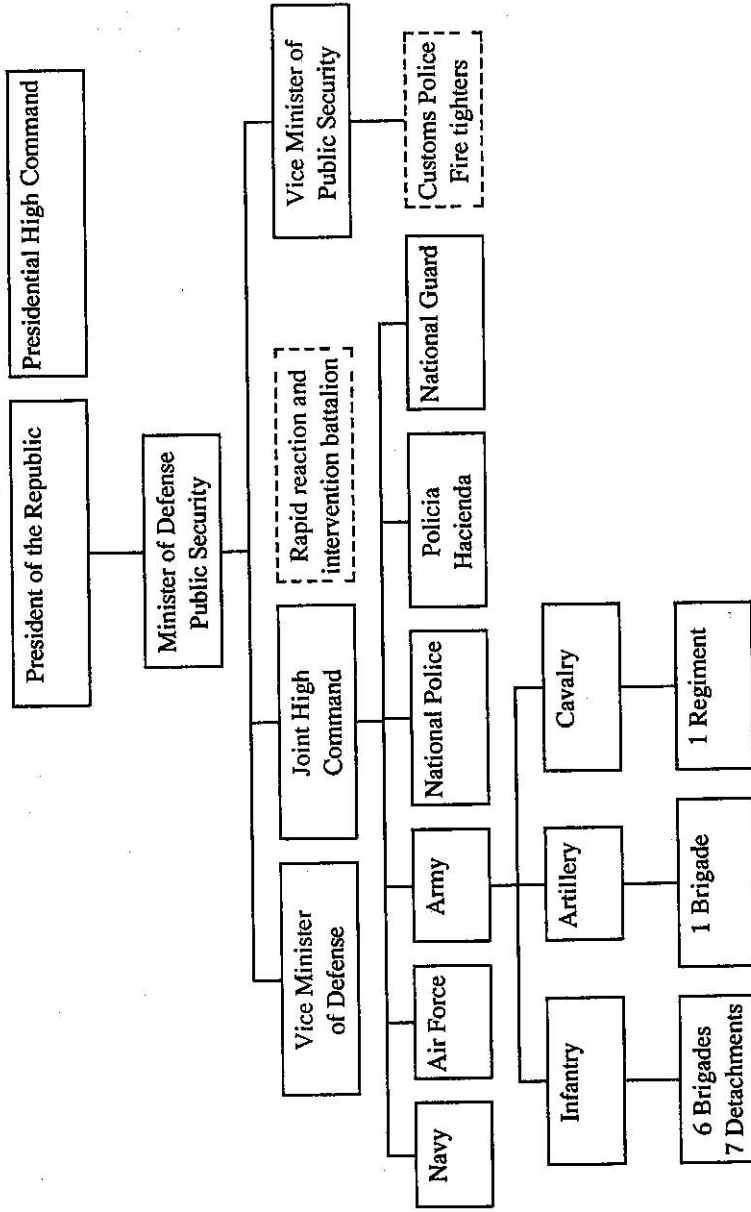 President of the Republic
Presidential High Command
Minister of Defense
Public Security
Vice Minister
of Defense
Joint High
Command
Rapid reaction and
intervention battalion
Vice Minister of
Public Security
Navy
Air Force
Army
National Police
Policia
Hacienda
National Guard
Customs Police
Fire tighters
Infantry
Artillery
Cavalry
6 Brigades
7 Detachments
1 Brigade
1 Regiment